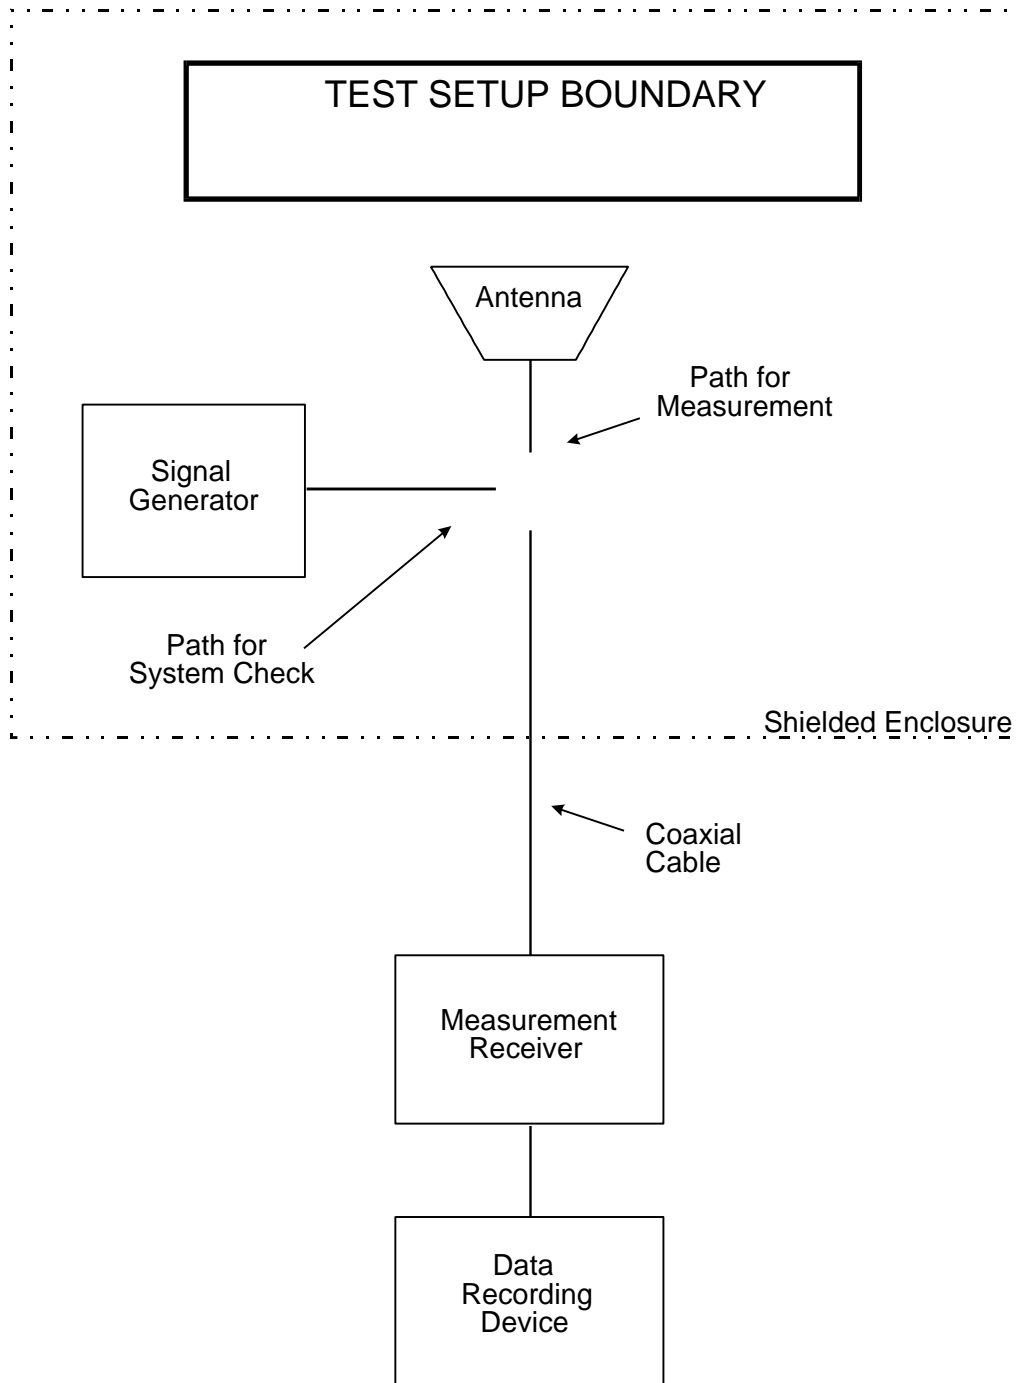 TEST SETUP BOUNDARY
Antenna
Path for
Measurement
Signal
Generator
Path for
System Check
Shielded Enclosure
Coaxial
Cable
Measurement
Receiver
Data
Recording
Device